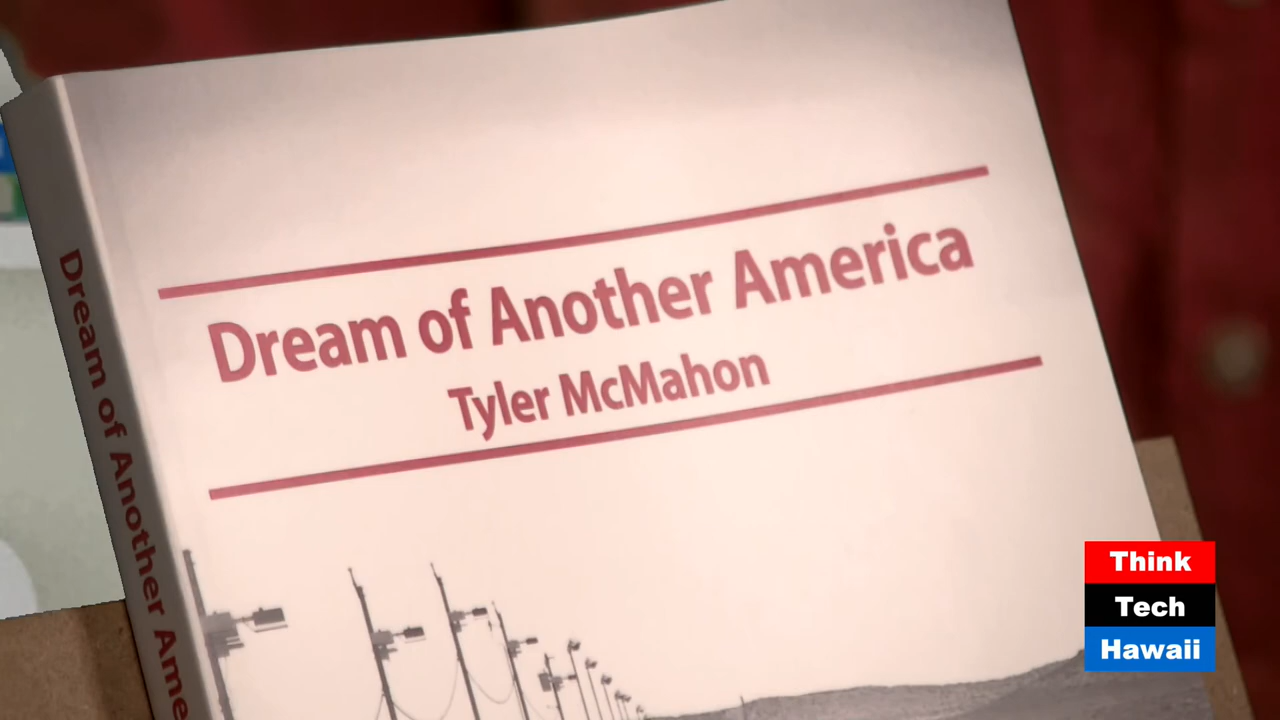 Dream of Another America
Tyler McMahon
Dream of Another Ame
Think
Tech
Hawaii